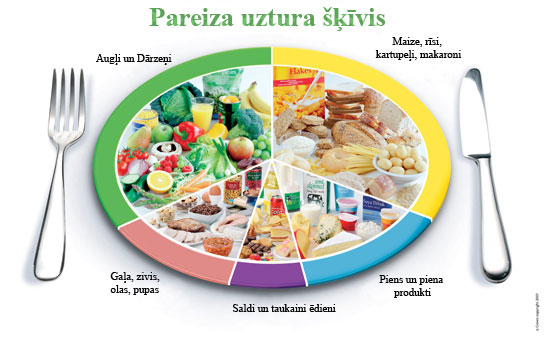 Pareiza uztura šķīvis
Augļi un Dārzeņi
Maize, rīsi,
kartupeļi, makaroni
Flakes
Gaļa, zivis,
olas, pupas
Saldi un taukaini ēdieni
Piens un piena
produkti